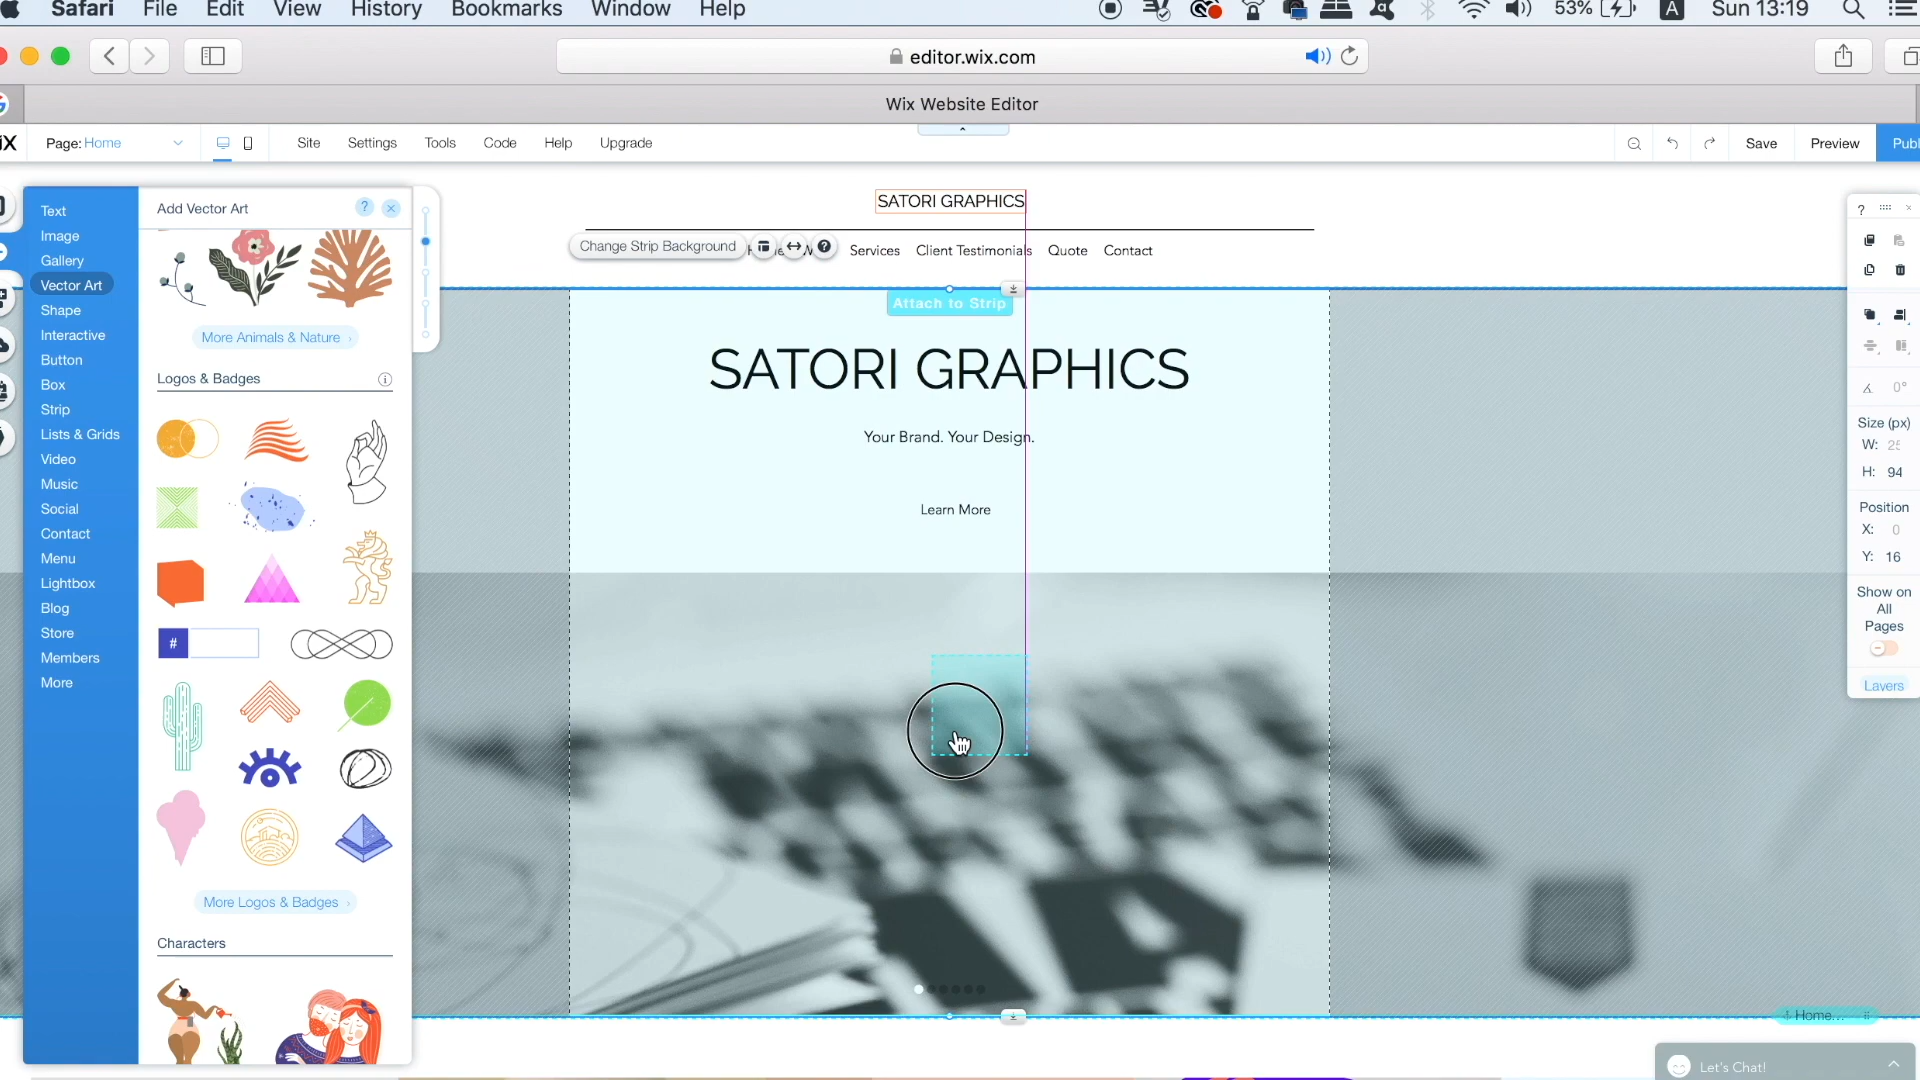 Safari File Edit View History Bookmarks Window Help 53% A Sun 13:19
editor.wix.com
Wix Website Editor
Page: Home Site Settings Tools Code Help Upgrade Save Preview
SATORI GRAPHICS
Change Strip Background
Services Client Testimonials Quote Contact
Attach to Strip
SATORI GRAPHICS
Your Brand. Your Design.
Learn More
Text
Image
Gallery
Vector Art
Shape
Interactive
Button
Box
Strip
Lists & Grids
Video
Music
Social
Contact
Menu
Lightbox
Blog
Store
Members
More
Add Vector Art ?
More Animals & Nature
Logos & Badges
#
More Logos & Badges
Characters
?
0°
Size (px)
W:
H: 94
Position
X: 0
Y: 16
Show on
All
Pages
Layers
Home...
Let's Chat!